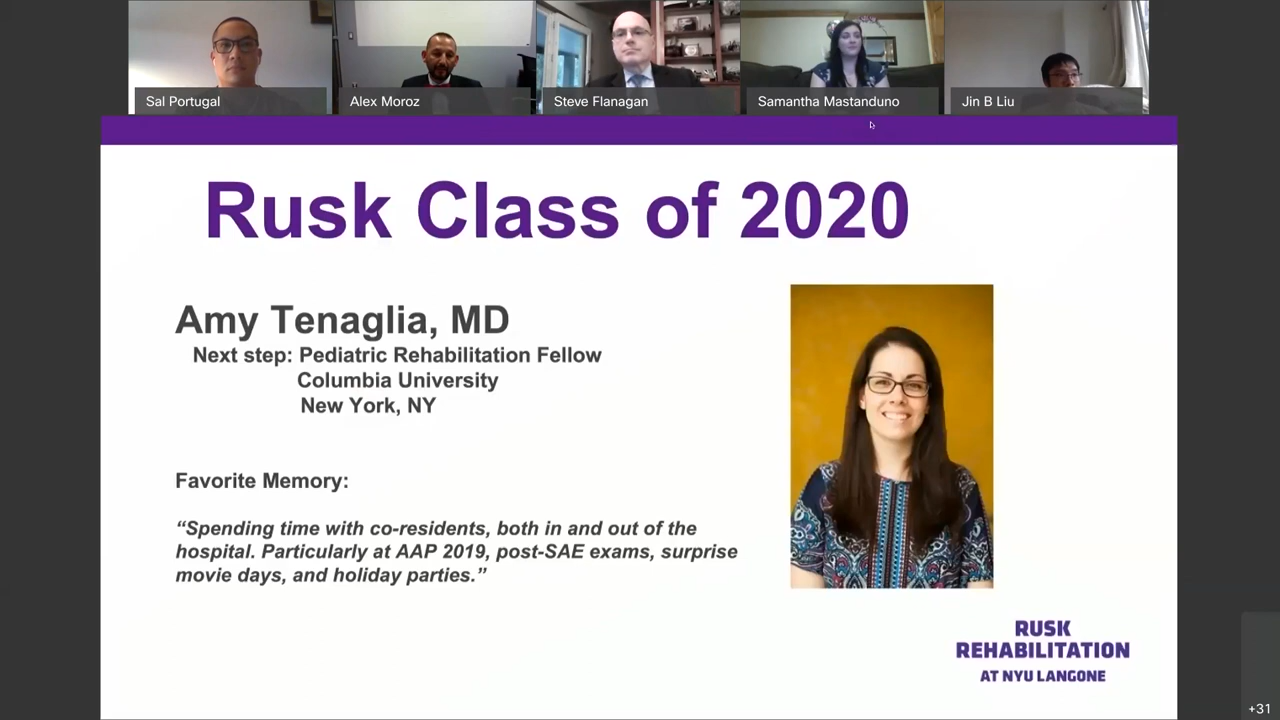 Sal Portugal
Alex Moroz
Steve Flanagan
Samantha Mastanduno
Jin B Liu
Rusk Class of 2020
Amy Tenaglia, MD
Next step: Pediatric Rehabilitation Fellow
Columbia University
New York, NY
Favorite Memory:
“Spending time with co-residents, both in and out of the
hospital. Particularly at AAP 2019, post-SAE exams, surprise
movie days, and holiday parties.”
RUSK
REHABILITATION
AT NYU LANGONE
+31